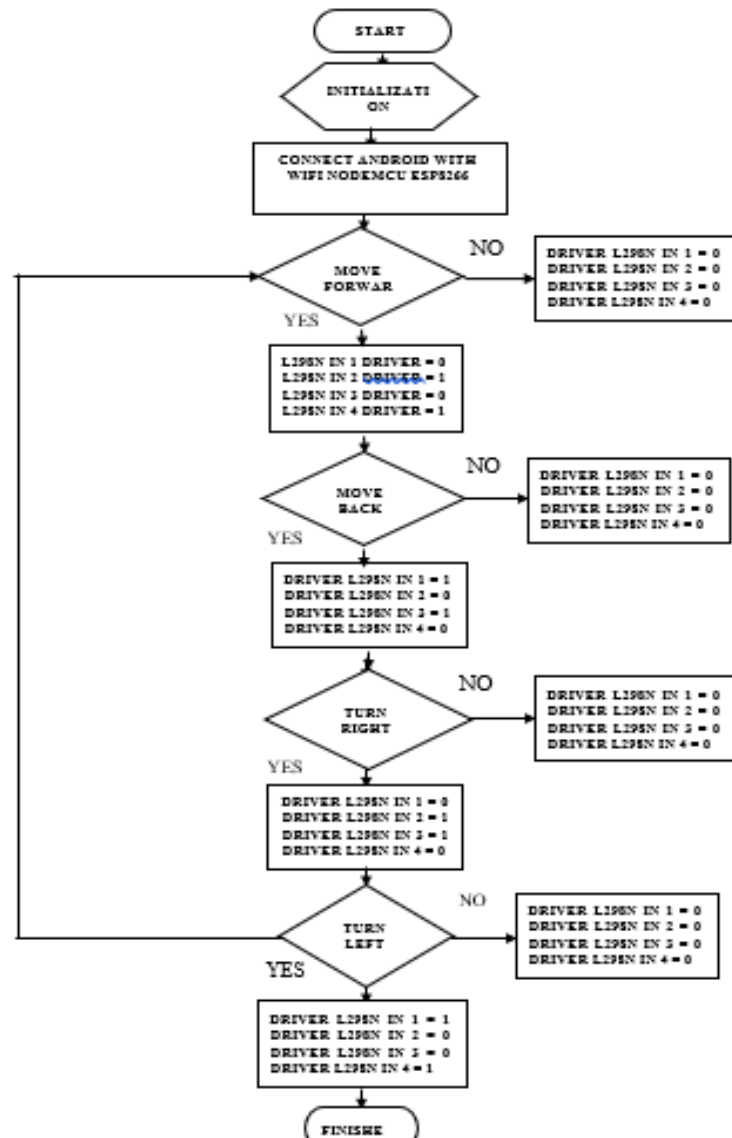 START
INITIALIZATI
ON
CONNECT ANDROID WITH
WIFI NODEMCU ESP8266
MOVE
FORWAR
NO
DRIVER L298N IN 1 = 0
DRIVER L298N IN 2 = 0
DRIVER L298N IN 3 = 0
DRIVER L298N IN 4 = 0
YES
L298N IN 1 DRIVER = 0
L298N IN 2 DRIVER = 1
L298N IN 3 DRIVER = 0
L298N IN 4 DRIVER = 1
MOVE
BACK
NO
DRIVER L298N IN 1 = 0
DRIVER L298N IN 2 = 0
DRIVER L298N IN 3 = 0
DRIVER L298N IN 4 = 0
YES
DRIVER L298N IN 1 = 1
DRIVER L298N IN 2 = 0
DRIVER L298N IN 3 = 1
DRIVER L298N IN 4 = 0
TURN
RIGHT
NO
DRIVER L298N IN 1 = 0
DRIVER L298N IN 2 = 0
DRIVER L298N IN 3 = 0
DRIVER L298N IN 4 = 0
YES
DRIVER L298N IN 1 = 0
DRIVER L298N IN 2 = 1
DRIVER L298N IN 3 = 1
DRIVER L298N IN 4 = 0
TURN
LEFT
NO
DRIVER L298N IN 1 = 0
DRIVER L298N IN 2 = 0
DRIVER L298N IN 3 = 0
DRIVER L298N IN 4 = 0
YES
DRIVER L298N IN 1 = 1
DRIVER L298N IN 2 = 0
DRIVER L298N IN 3 = 0
DRIVER L298N IN 4 = 1
FINISHE